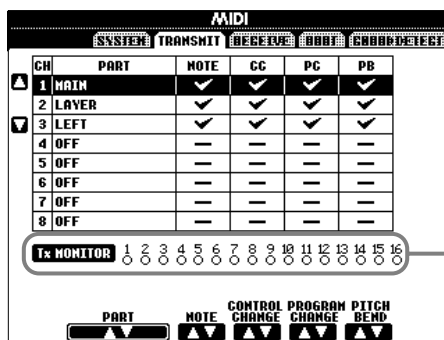 MIDI
SYSTEM TRANSMIT RECEIVE ROOT CHORD DETECT
CH PART NOTE CC PC PB
1 MAIN
2 LAYER
3 LEFT
4 OFF — — — —
5 OFF — — — —
6 OFF — — — —
7 OFF — — — —
8 OFF — — — —
Tx MONITOR 1 2 3 4 5 6 7 8 9 10 11 12 13 14 15 16
PART NOTE CONTROL CHANGE PROGRAM CHANGE PITCH BEND